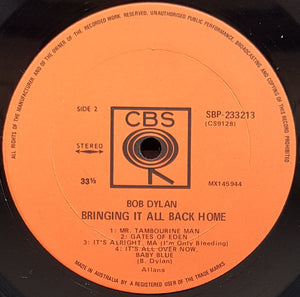 ALL RIGHTS OF THE MANUFACTURER AND OF THE OWNER OF THE RECORDED WORK RESERVED. UNAUTHORISED PUBLIC PERFORMANCE, BROADCASTING AND COPYING OF THIS RECORD PROHIBITED
CBS
SIDE 2
SBP-233213
(CS9128)
STEREO
33⅓
MX145944
BOB DYLAN
BRINGING IT ALL BACK HOME
1: MR. TAMBOURINE MAN
2: GATES OF EDEN
3: IT'S ALRIGHT, MA (I'm Only Bleeding)
4: IT'S ALL OVER NOW,
BABY BLUE
(B. Dylan)
Allans
MADE IN AUSTRALIA BY A REGISTERED USER OF THE TRADE MARKS